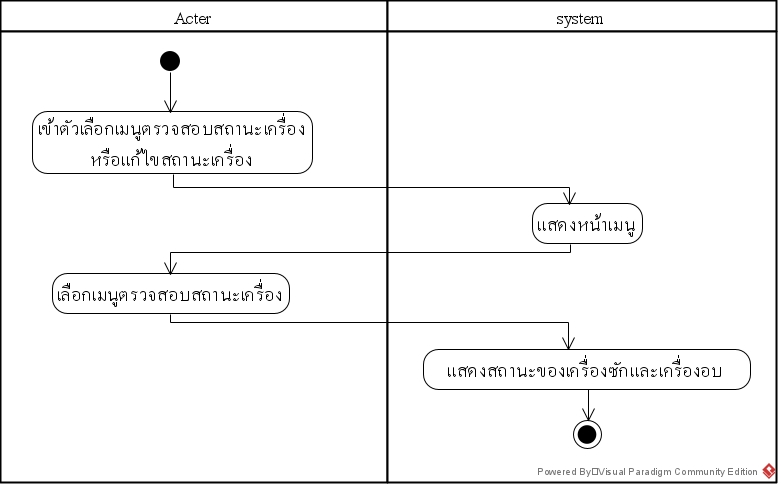 Acter
system
เข้าตัวเลือกเมนูตรวจสอบสถานะเครื่อง
หรือแก้ไขสถานะเครื่อง
แสดงหน้าเมนู
เลือกเมนูตรวจสอบสถานะเครื่อง
แสดงสถานะของเครื่องซักและเครื่องอบ
Powered By□Visual Paradigm Community Edition